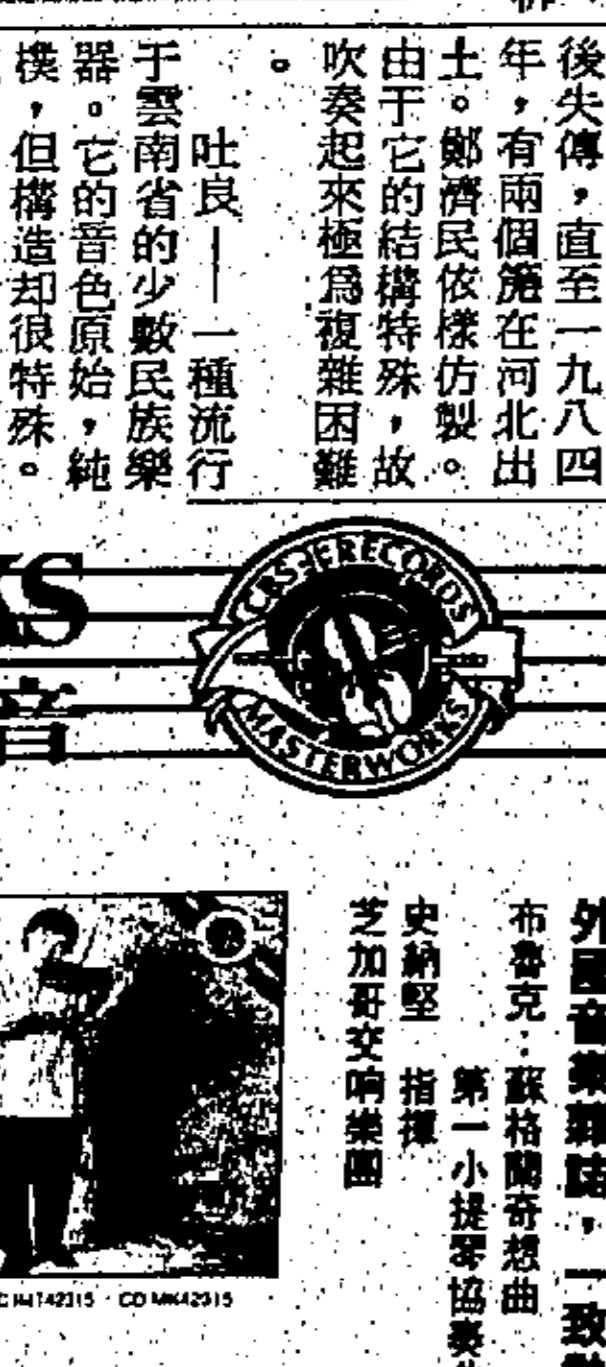 後失傳，直至一九八四
年，有兩個箎在河北出
土。鄭濟民依樣仿製。
由于它的結構特殊，故
吹奏起來極爲複雜困難
。
吐良——一種流行
于雲南省的少數民族樂
器。它的音色原始，純
樸，但構造却很特殊。
CBS RECORDS
MASTERWORKS
KS
音
外國音樂雜誌，一致
布魯克：蘇格蘭奇想曲
第一小提琴協奏
史納堅 指揮
芝加哥交响樂團
CD MK42315